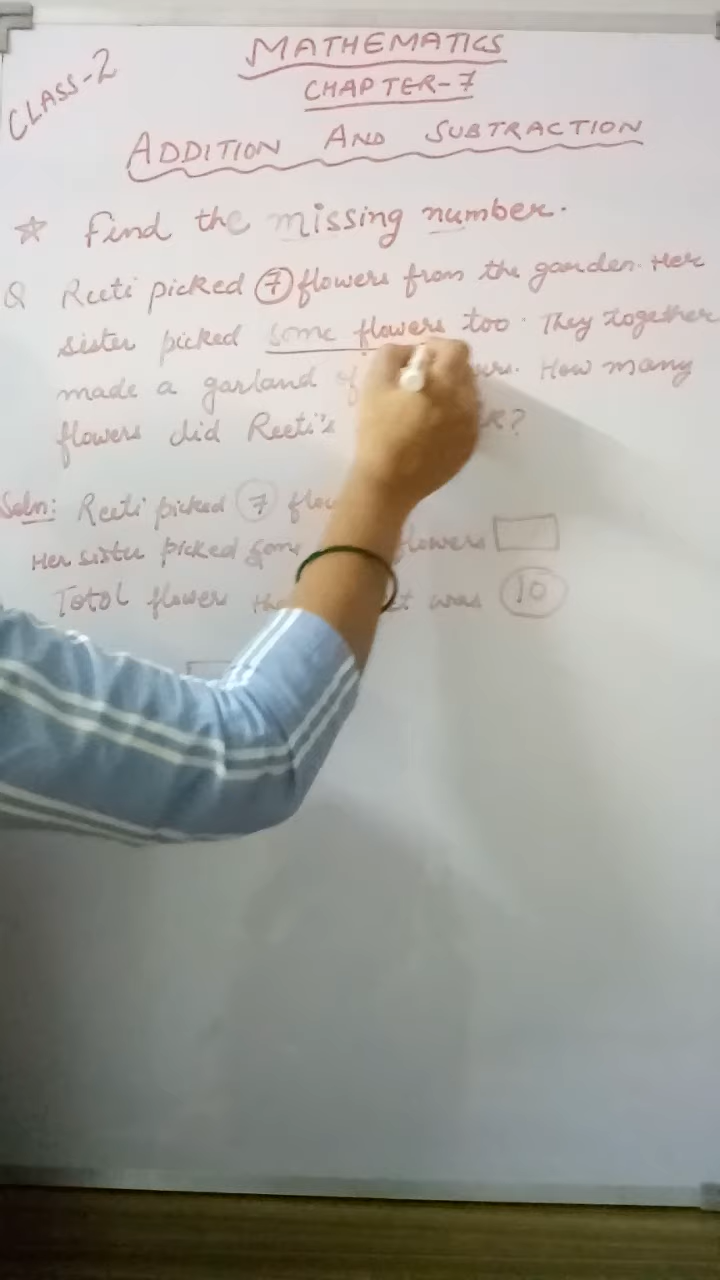 CLASS-2
MATHEMATICS
CHAPTER-7
ADDITION AND SUBTRACTION
☆ Find the missing number.
Q Reeti picked 7 flowers from the garden. Her
sister picked some flowers too. They together
made a garland How many
flowers did Reeti's
Soln: Reeti picked 7
Her sister picked some flowers
Total flower was 10